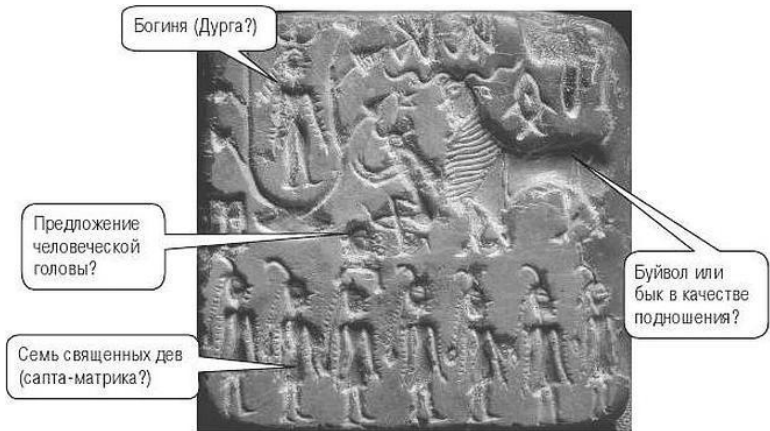 Богиня (Дурга?)
Предложение
человеческой
головы?
Буйвол или
бык в качестве
подношения?
Семь священных дев
(сапта-матрика?)